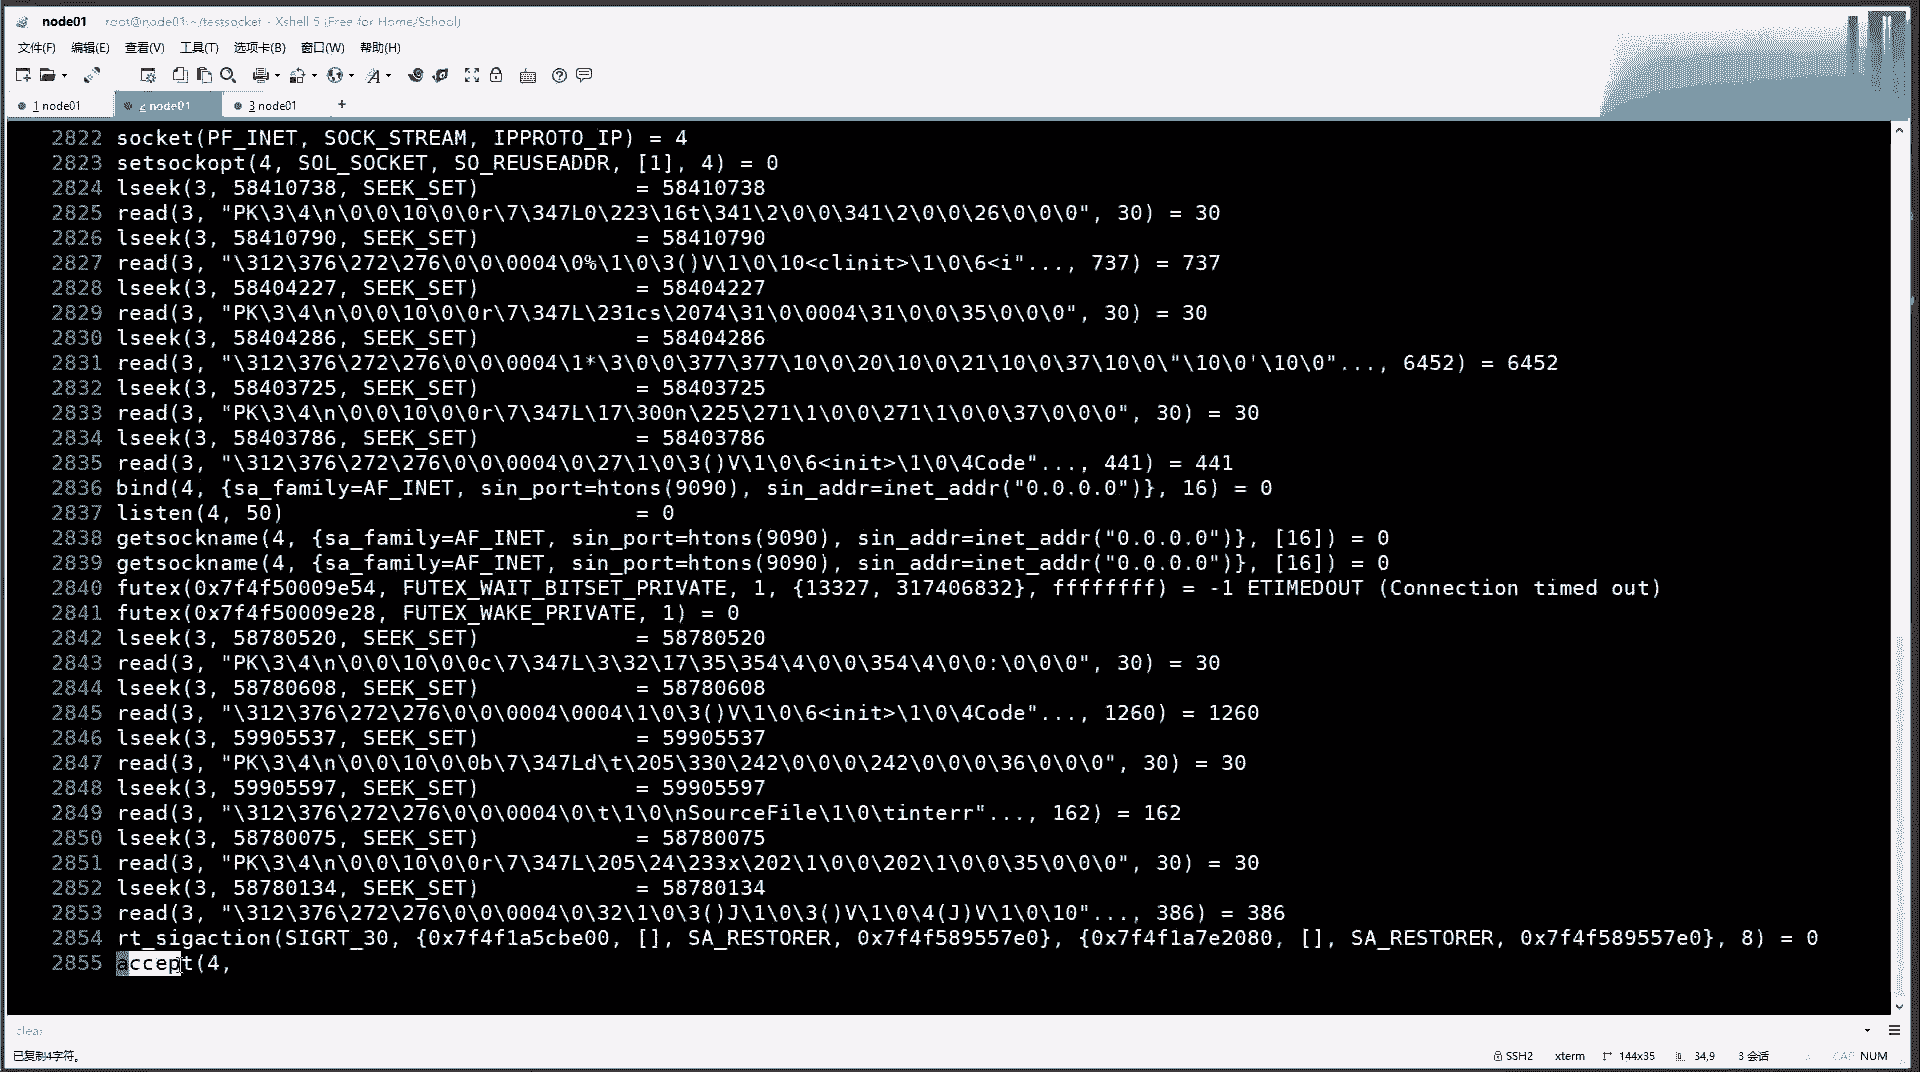 node01 root@node01:~/testsocket - Xshell 5 (Free for Home/School)
文件(F) 编辑(E) 查看(V) 工具(T) 选项卡(B) 窗口(W) 帮助(H)
1 node01 2 node01 3 node01 +
2822 socket(PF_INET, SOCK_STREAM, IPPROTO_IP) = 4
2823 setsockopt(4, SOL_SOCKET, SO_REUSEADDR, [1], 4) = 0
2824 lseek(3, 58410738, SEEK_SET) = 58410738
2825 read(3, "PK\3\4\n\0\0\10\0\0r\7\347L0\223\16t\341\2\0\0\341\2\0\0\26\0\0\0", 30) = 30
2826 lseek(3, 58410790, SEEK_SET) = 58410790
2827 read(3, "\312\376\272\276\0\0\0004\0%\1\0\3()V\1\0\10<clinit>\1\0\6<i"..., 737) = 737
2828 lseek(3, 58404227, SEEK_SET) = 58404227
2829 read(3, "PK\3\4\n\0\0\10\0\0r\7\347L\231cs\2074\31\0\0004\31\0\0\35\0\0\0", 30) = 30
2830 lseek(3, 58404286, SEEK_SET) = 58404286
2831 read(3, "\312\376\272\276\0\0\0004\1*\3\0\0\377\377\10\0\20\10\0\21\10\0\37\10\0\"\10\0'\10\0"..., 6452) = 6452
2832 lseek(3, 58403725, SEEK_SET) = 58403725
2833 read(3, "PK\3\4\n\0\0\10\0\0r\7\347L\17\300n\225\271\1\0\0\271\1\0\0\37\0\0\0", 30) = 30
2834 lseek(3, 58403786, SEEK_SET) = 58403786
2835 read(3, "\312\376\272\276\0\0\0004\0\27\1\0\3()V\1\0\6<init>\1\0\4Code"..., 441) = 441
2836 bind(4, {sa_family=AF_INET, sin_port=htons(9090), sin_addr=inet_addr("0.0.0.0")}, 16) = 0
2837 listen(4, 50) = 0
2838 getsockname(4, {sa_family=AF_INET, sin_port=htons(9090), sin_addr=inet_addr("0.0.0.0")}, [16]) = 0
2839 getsockname(4, {sa_family=AF_INET, sin_port=htons(9090), sin_addr=inet_addr("0.0.0.0")}, [16]) = 0
2840 futex(0x7f4f50009e54, FUTEX_WAIT_BITSET_PRIVATE, 1, {13327, 317406832}, ffffffff) = -1 ETIMEDOUT (Connection timed out)
2841 futex(0x7f4f50009e28, FUTEX_WAKE_PRIVATE, 1) = 0
2842 lseek(3, 58780520, SEEK_SET) = 58780520
2843 read(3, "PK\3\4\n\0\0\10\0\0c\7\347L\3\32\17\35\354\4\0\0\354\4\0\0:\0\0\0", 30) = 30
2844 lseek(3, 58780608, SEEK_SET) = 58780608
2845 read(3, "\312\376\272\276\0\0\0004\0004\1\0\3()V\1\0\6<init>\1\0\4Code"..., 1260) = 1260
2846 lseek(3, 59905537, SEEK_SET) = 59905537
2847 read(3, "PK\3\4\n\0\0\10\0\0b\7\347Ld\t\205\330\242\0\0\0\242\0\0\0\36\0\0\0", 30) = 30
2848 lseek(3, 59905597, SEEK_SET) = 59905597
2849 read(3, "\312\376\272\276\0\0\0004\0\t\1\0\nSourceFile\1\0\tinterr"..., 162) = 162
2850 lseek(3, 58780075, SEEK_SET) = 58780075
2851 read(3, "PK\3\4\n\0\0\10\0\0r\7\347L\205\24\233x\202\1\0\0\202\1\0\0\35\0\0\0", 30) = 30
2852 lseek(3, 58780134, SEEK_SET) = 58780134
2853 read(3, "\312\376\272\276\0\0\0004\0\32\1\0\3()J\1\0\3()V\1\0\4(J)V\1\0\10"..., 386) = 386
2854 rt_sigaction(SIGRT_30, {0x7f4f1a5cbe00, [], SA_RESTORER, 0x7f4f589557e0}, {0x7f4f1a7e2080, [], SA_RESTORER, 0x7f4f589557e0}, 8) = 0
2855 accept(4,
clear
已复制4字符。 SSH2 xterm 144x35 34,9 3 会话 CAP NUM